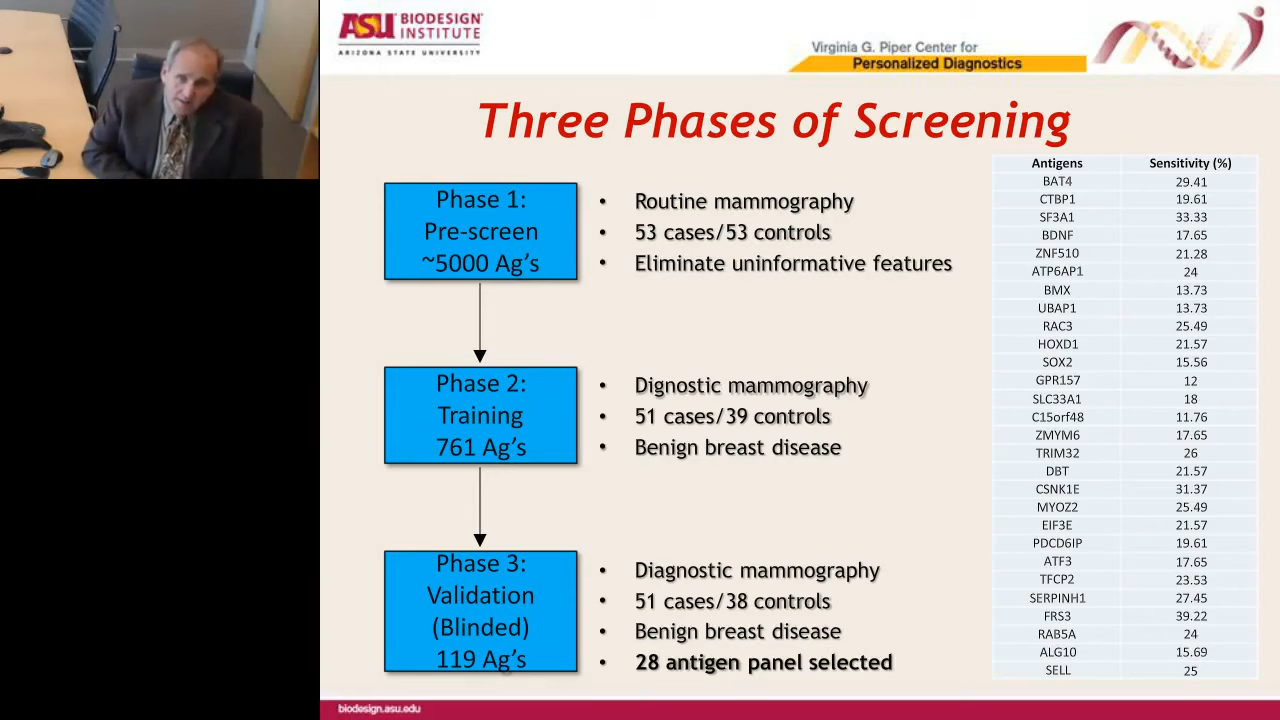 ASU BIODESIGN
INSTITUTE
ARIZONA STATE UNIVERSITY
Virginia G. Piper Center for
Personalized Diagnostics
Three Phases of Screening
Phase 1:
Pre-screen
~5000 Ag's
• Routine mammography
• 53 cases/53 controls
• Eliminate uninformative features
Phase 2:
Training
761 Ag's
• Dignostic mammography
• 51 cases/39 controls
• Benign breast disease
Phase 3:
Validation
(Blinded)
119 Ag's
• Diagnostic mammography
• 51 cases/38 controls
• Benign breast disease
• 28 antigen panel selected
Antigens Sensitivity (%)
BAT4 29.41
CTBP1 19.61
SF3A1 33.33
BDNF 17.65
ZNF510 21.28
ATP6AP1 24
BMX 13.73
UBAP1 13.73
RAC3 25.49
HOXD1 21.57
SOX2 15.56
GPR157 12
SLC33A1 18
C15orf48 11.76
ZMYM6 17.65
TRIM32 26
DBT 21.57
CSNK1E 31.37
MYOZ2 25.49
EIF3E 21.57
PDCD6IP 19.61
ATF3 17.65
TFCP2 23.53
SERPINH1 27.45
FRS3 39.22
RAB5A 24
ALG10 15.69
SELL 25
biodesign.asu.edu